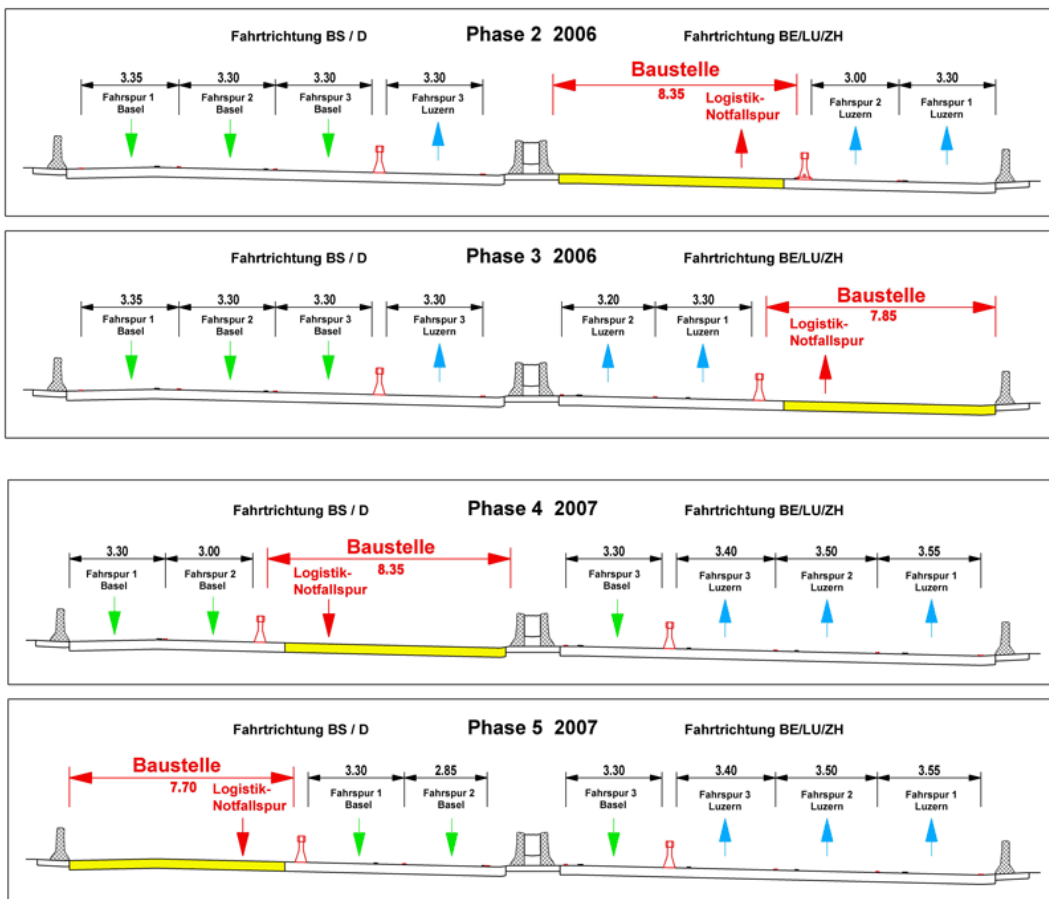 Fahrtrichtung BS / D Phase 2 2006 Fahrtrichtung BE/LU/ZH
Baustelle
3.35 3.30 3.30 3.30 8.35 3.00 3.30
Fahrspur 1 Fahrspur 2 Fahrspur 3 Fahrspur 3 Logistik- Fahrspur 2 Fahrspur 1
Basel Basel Basel Luzern Notfallspur Luzern Luzern
Fahrtrichtung BS / D Phase 3 2006 Fahrtrichtung BE/LU/ZH
Baustelle
3.35 3.30 3.30 3.30 3.20 3.30 7.85
Fahrspur 1 Fahrspur 2 Fahrspur 3 Fahrspur 3 Fahrspur 2 Fahrspur 1 Logistik-
Basel Basel Basel Luzern Luzern Luzern Notfallspur
Fahrtrichtung BS / D Phase 4 2007 Fahrtrichtung BE/LU/ZH
Baustelle
3.30 3.00 8.35 3.30 3.40 3.50 3.55
Fahrspur 1 Fahrspur 2 Logistik- Fahrspur 3 Fahrspur 3 Fahrspur 2 Fahrspur 1
Basel Basel Notfallspur Basel Luzern Luzern Luzern
Fahrtrichtung BS / D Phase 5 2007 Fahrtrichtung BE/LU/ZH
Baustelle
7.70 3.30 2.85 3.30 3.40 3.50 3.55
Logistik- Fahrspur 1 Fahrspur 2 Fahrspur 3 Fahrspur 3 Fahrspur 2 Fahrspur 1
Notfallspur Basel Basel Basel Luzern Luzern Luzern